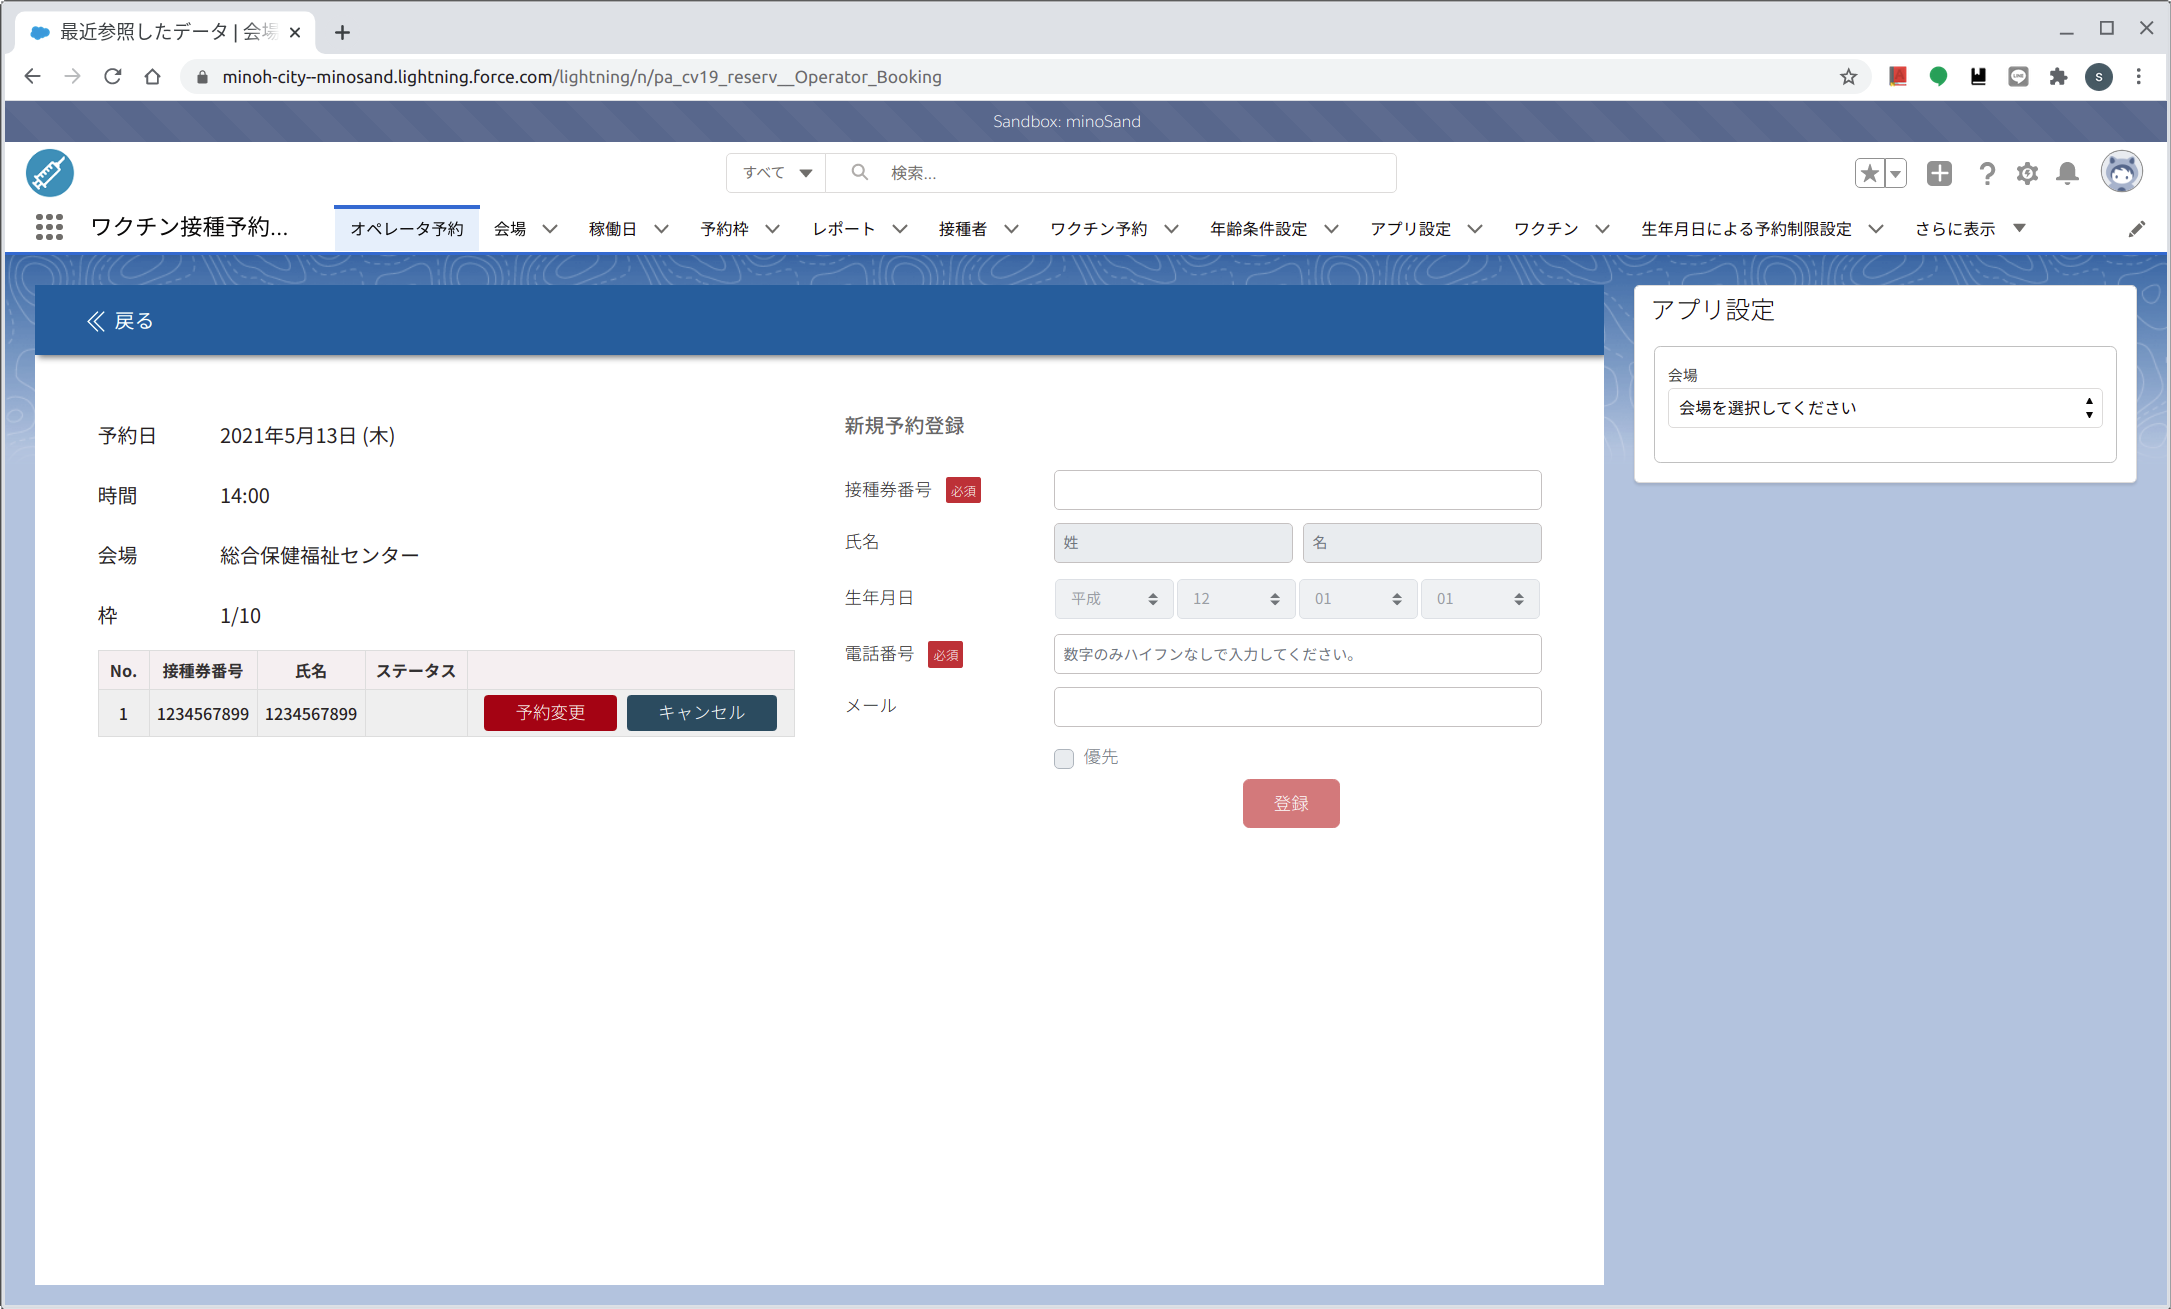 最近参照したデータ | 会場
minoh-city--minosand.lightning.force.com/lightning/n/pa_cv19_reserv__Operator_Booking
S
Sandbox: minoSand
すべて
検索...
ワクチン接種予約...
オペレータ予約
会場
稼働日
予約枠
レポート
接種者
ワクチン予約
年齢条件設定
アプリ設定
ワクチン
生年月日による予約制限設定
さらに表示
戻る
予約日 2021年5月13日 (木)
時間 14:00
会場 総合保健福祉センター
枠 1/10
No. 接種券番号 氏名 ステータス
1 1234567899 1234567899 予約変更 キャンセル
新規予約登録
接種券番号 必須
氏名 姓 名
生年月日 平成 12 01 01
電話番号 必須 数字のみハイフンなしで入力してください。
メール
優先
登録
アプリ設定
会場
会場を選択してください